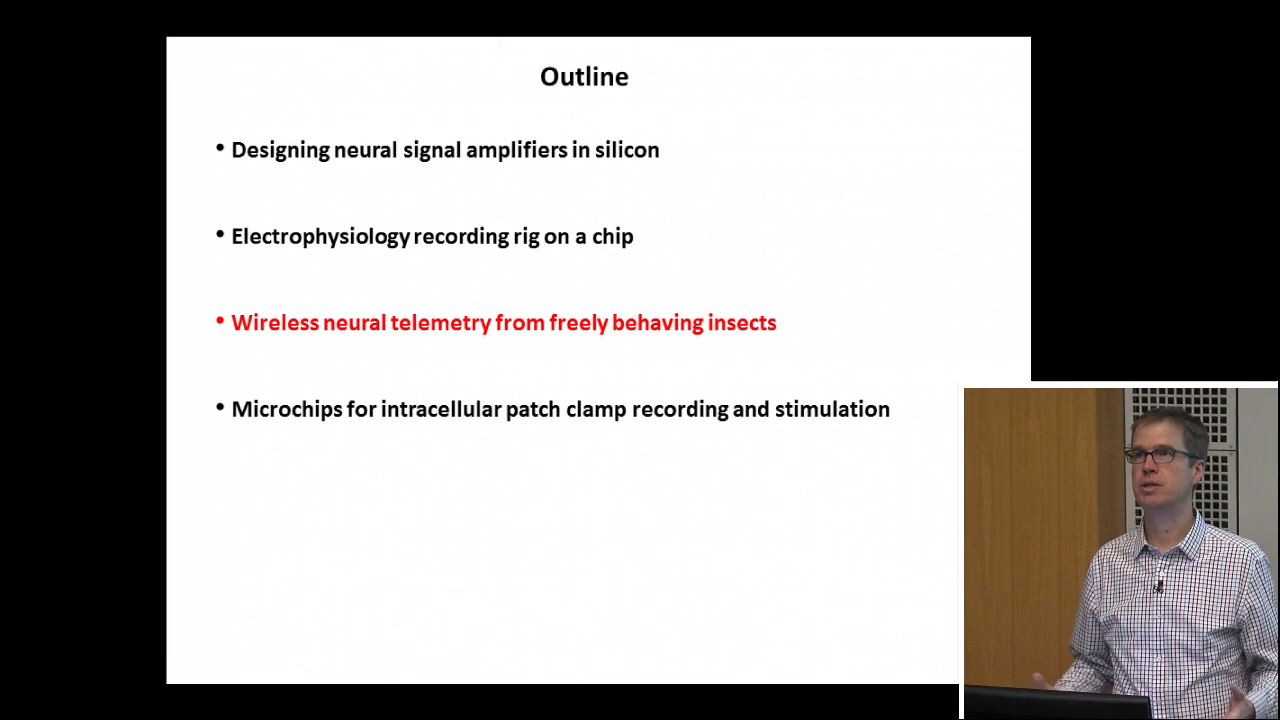 Outline
• Designing neural signal amplifiers in silicon
• Electrophysiology recording rig on a chip
• Wireless neural telemetry from freely behaving insects
• Microchips for intracellular patch clamp recording and stimulation